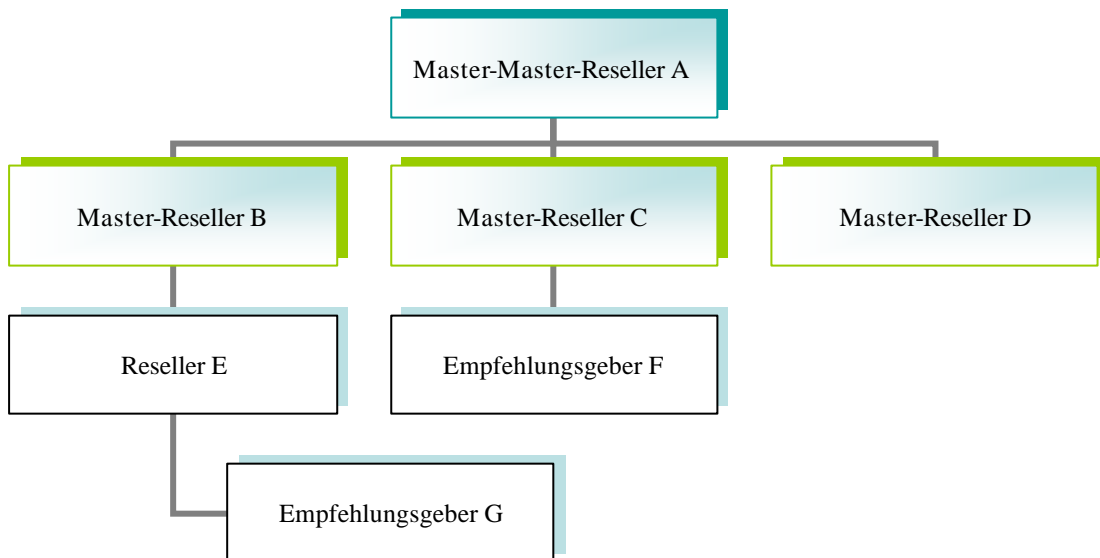 Master-Master-Reseller A
Master-Reseller B
Master-Reseller C
Master-Reseller D
Reseller E
Empfehlungsgeber F
Empfehlungsgeber G